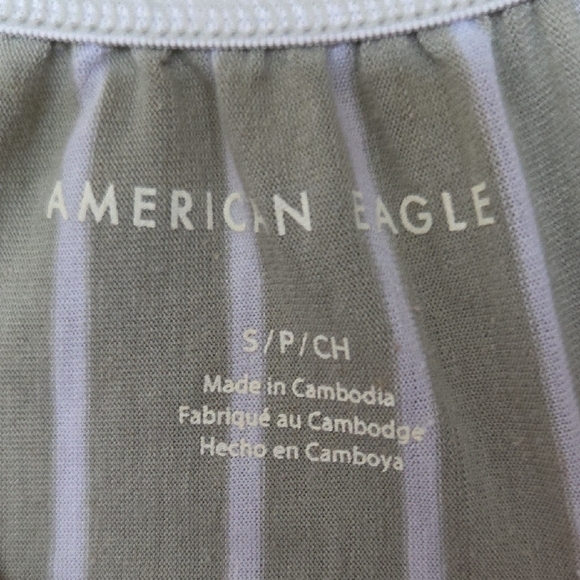 AMERICAN EAGLE
S/P/CH
Made in Cambodia
Fabriqué au Cambodge
Hecho en Camboya